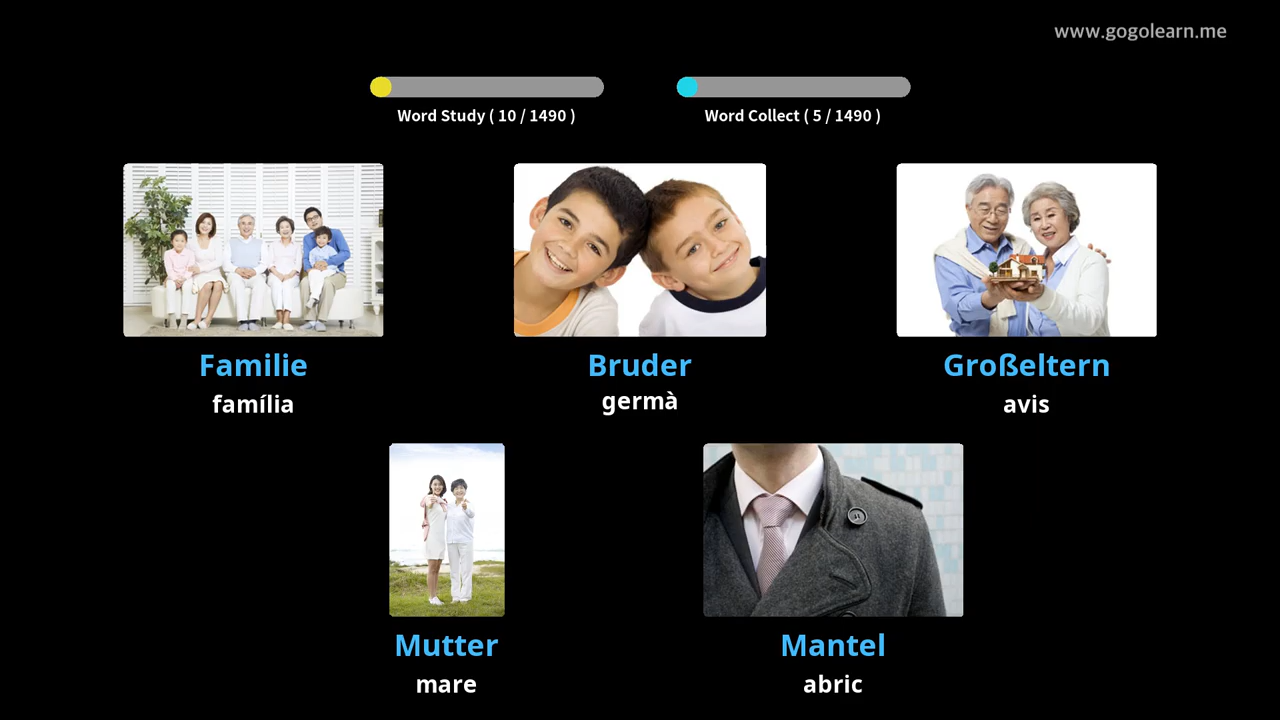 www.gogolearn.me
Word Study ( 10 / 1490 )
Word Collect ( 5 / 1490 )
Familie
família
Bruder
germà
Großeltern
avis
Mutter
mare
Mantel
abric